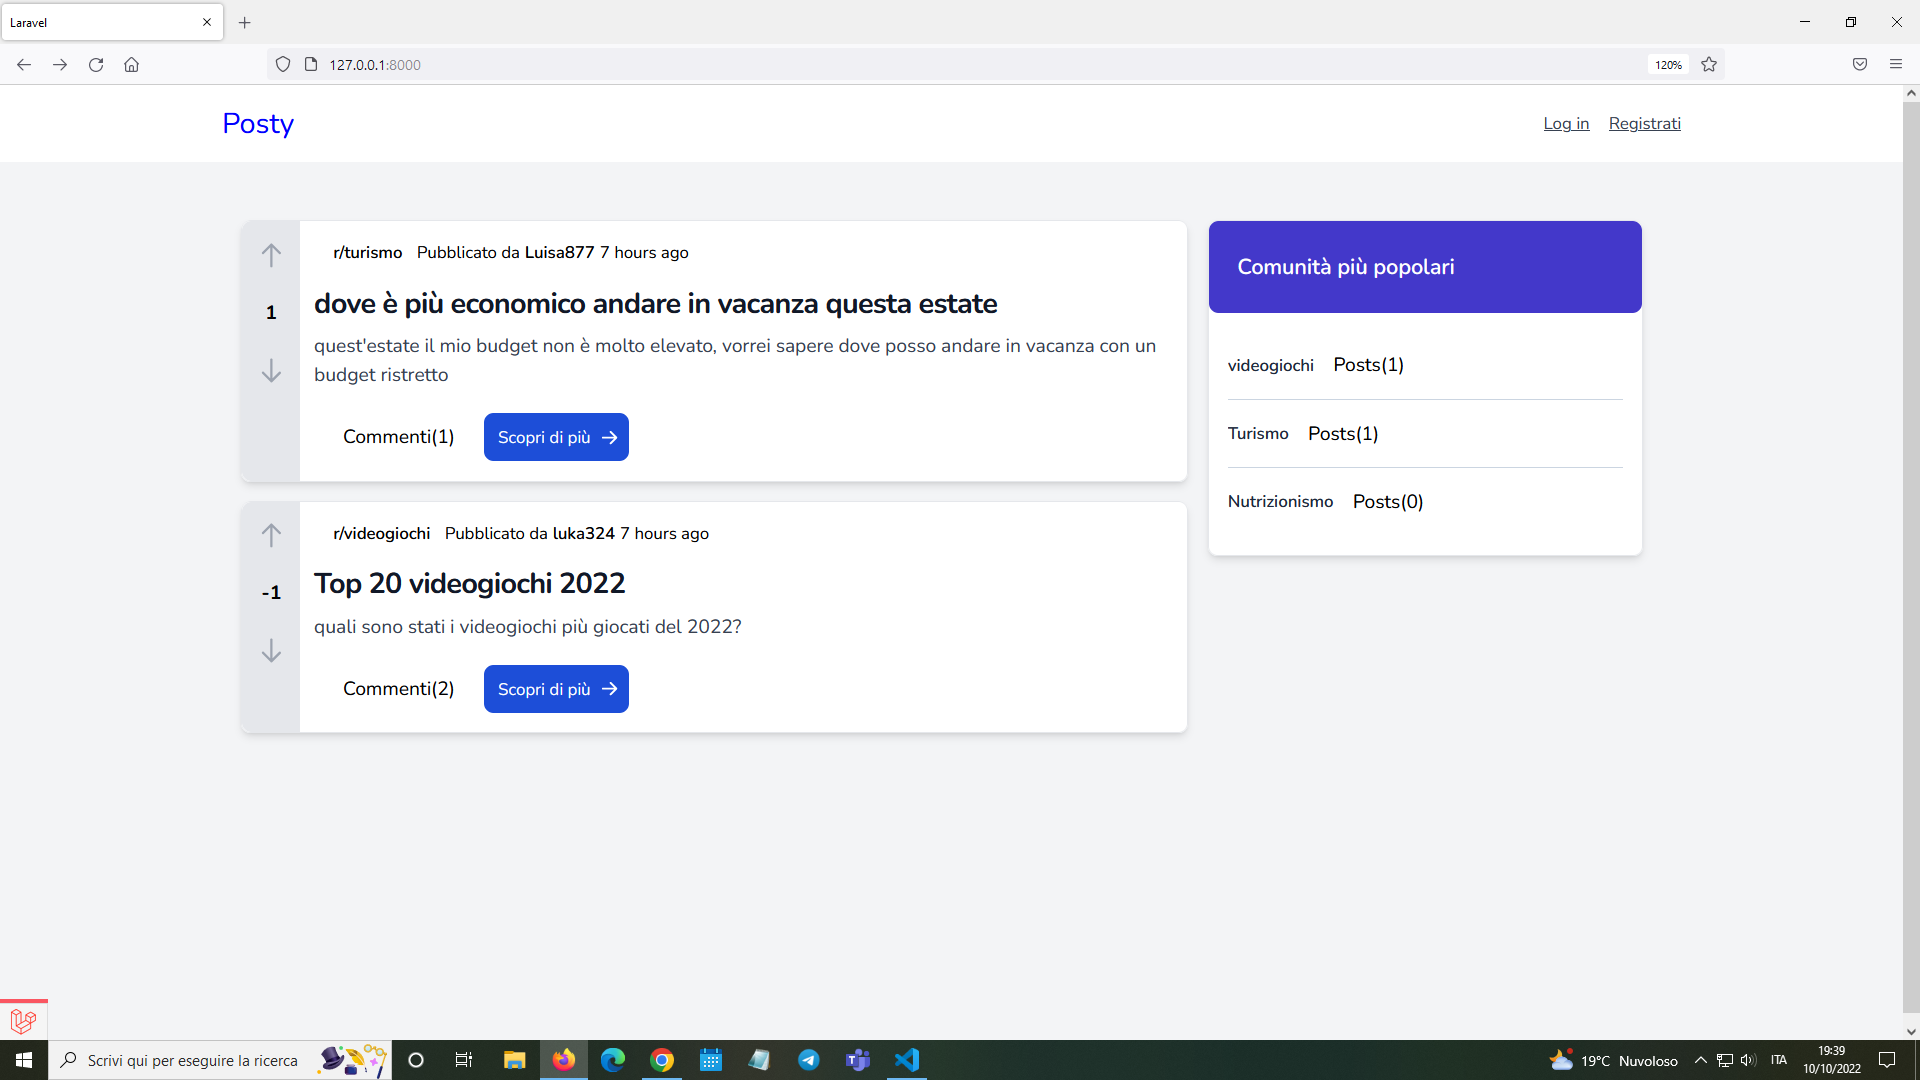 Laravel
127.0.0.1:8000
120%
Posty
Log in
Registrati
r/turismo Pubblicato da Luisa877 7 hours ago
1
dove è più economico andare in vacanza questa estate
quest'estate il mio budget non è molto elevato, vorrei sapere dove posso andare in vacanza con un
budget ristretto
Commenti(1)
Scopri di più
r/videogiochi Pubblicato da luka324 7 hours ago
-1
Top 20 videogiochi 2022
quali sono stati i videogiochi più giocati del 2022?
Commenti(2)
Scopri di più
Comunità più popolari
videogiochi Posts(1)
Turismo Posts(1)
Nutrizionismo Posts(0)
Scrivi qui per eseguire la ricerca
19°C Nuvoloso
ITA
19:39
10/10/2022